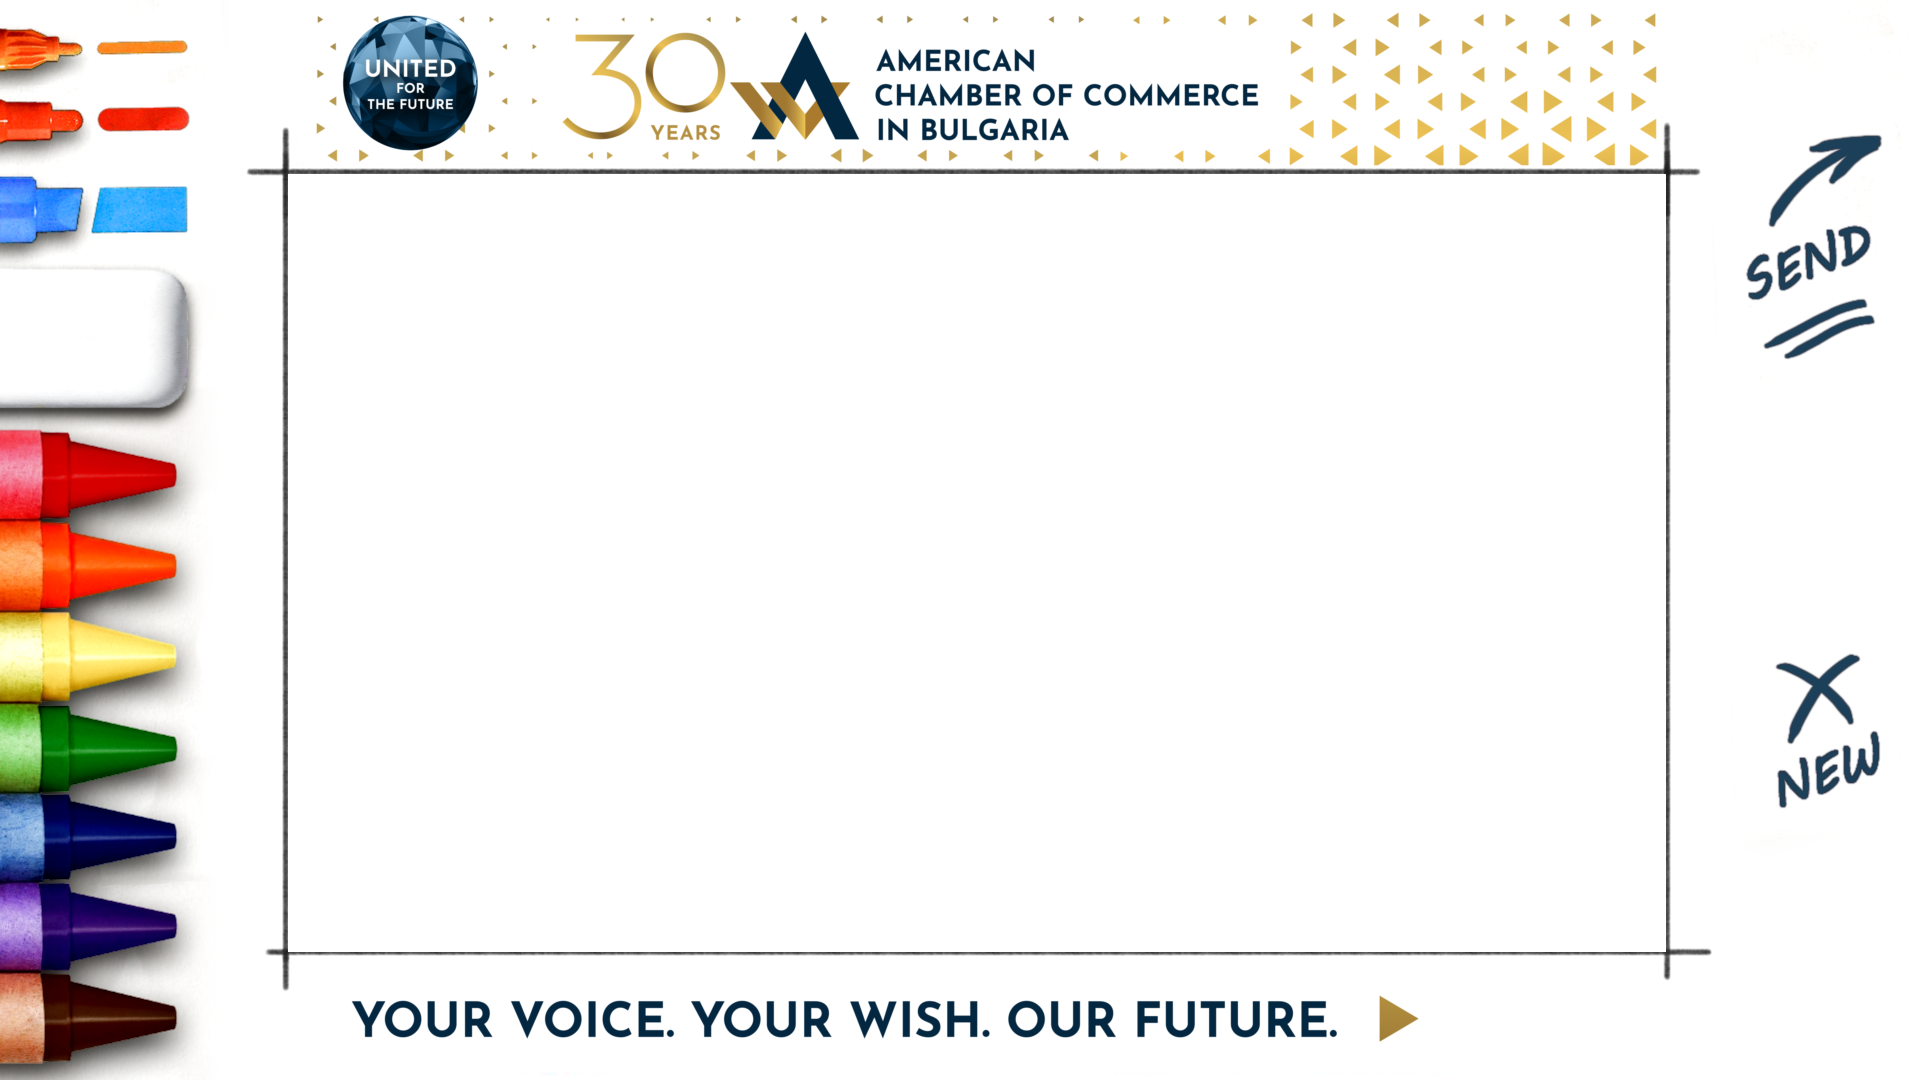 UNITED
FOR
THE FUTURE
30
YEARS
AMERICAN
CHAMBER OF COMMERCE
IN BULGARIA
SEND
NEW
YOUR VOICE. YOUR WISH. OUR FUTURE.